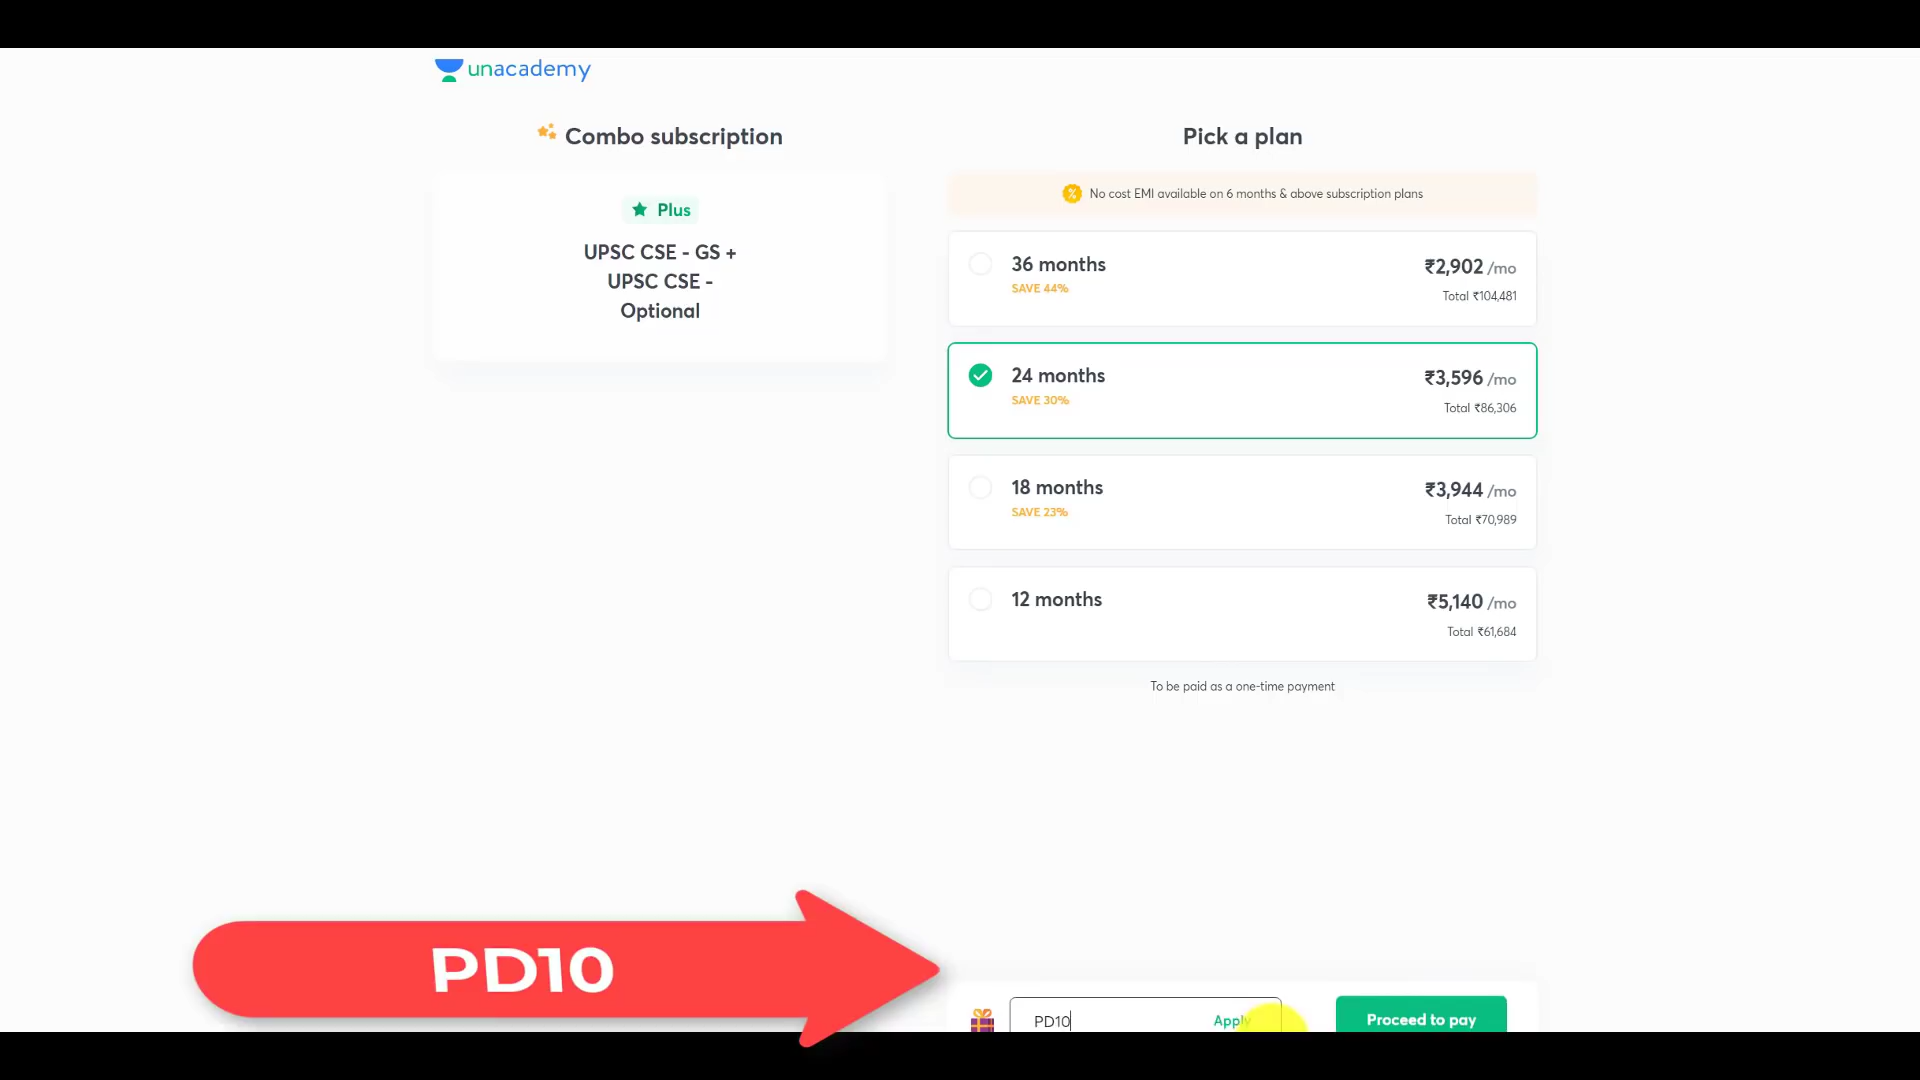 unacademy
Combo subscription
Plus
UPSC CSE - GS +
UPSC CSE -
Optional
Pick a plan
No cost EMI available on 6 months & above subscription plans
36 months
₹2,902 /mo
SAVE 44%
Total ₹104,481
24 months
₹3,596 /mo
SAVE 30%
Total ₹86,306
18 months
₹3,944 /mo
SAVE 23%
Total ₹70,989
12 months
₹5,140 /mo
Total ₹61,684
To be paid as a one-time payment
PD10
PD10
Apply
Proceed to pay